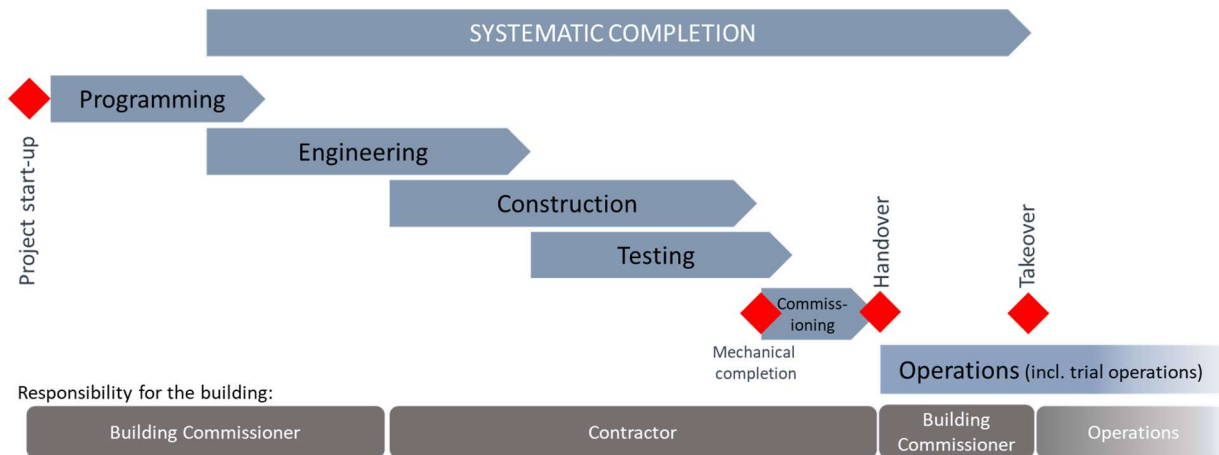 SYSTEMATIC COMPLETION
Programming
Project start-up
Engineering
Construction
Testing
Handover
Takeover
Commiss-
ioning
Mechanical
completion
Operations (incl. trial operations)
Responsibility for the building:
Building Commissioner
Contractor
Building
Commissioner
Operations